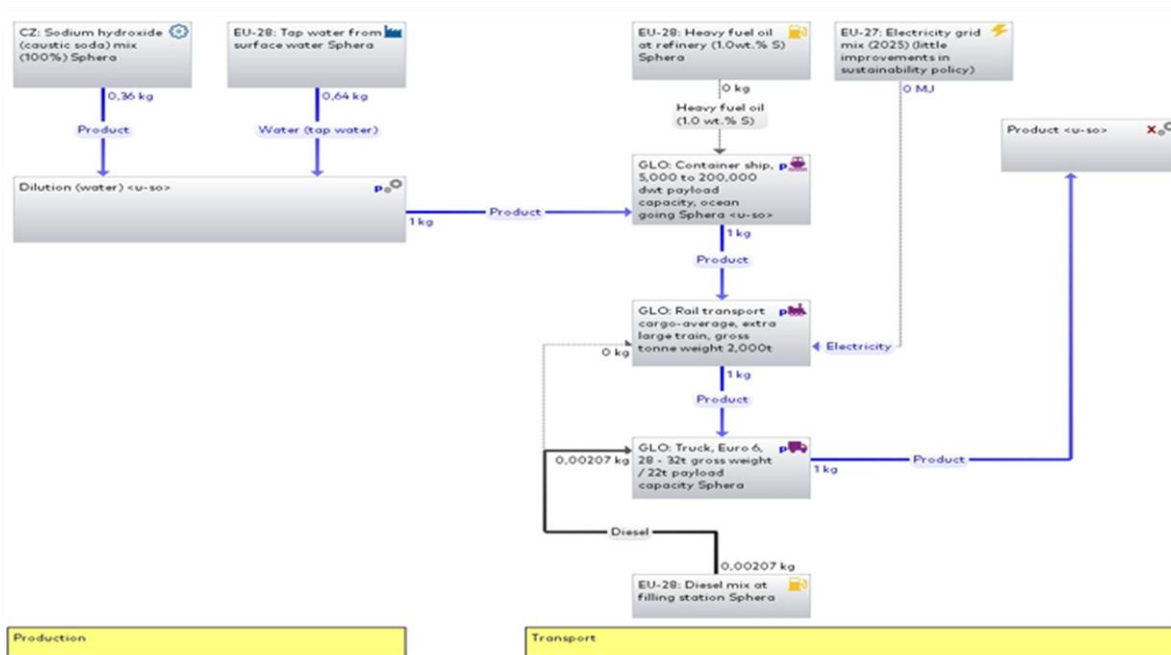 CZ: Sodium hydroxide
(caustic soda) mix
(100%) Sphera
EU-28: Tap water from
surface water Sphera
EU-28: Heavy fuel oil
at refinery (1.0wt.% S)
Sphera
EU-27: Electricity grid
mix (2025) (little
improvements in
sustainability policy)
0,36 kg
0,64 kg
0 kg
0 MJ
Product
Water (tap water)
Heavy fuel oil
(1.0 wt.% S)
Product <u-so>
Dilution (water) <u-so>
Product
1 kg
GLO: Container ship,
5,000 to 200,000
dwt payload
capacity, ocean
going Sphera <u-so>
1 kg
Product
GLO: Rail transport
cargo-average, extra
large train, gross
tonne weight 2,000t
0 kg
Electricity
1 kg
Product
GLO: Truck, Euro 6,
28 - 32t gross weight
/ 22t payload
capacity Sphera
0,00207 kg
Product
1 kg
Diesel
0,00207 kg
EU-28: Diesel mix at
filling station Sphera
Production
Transport